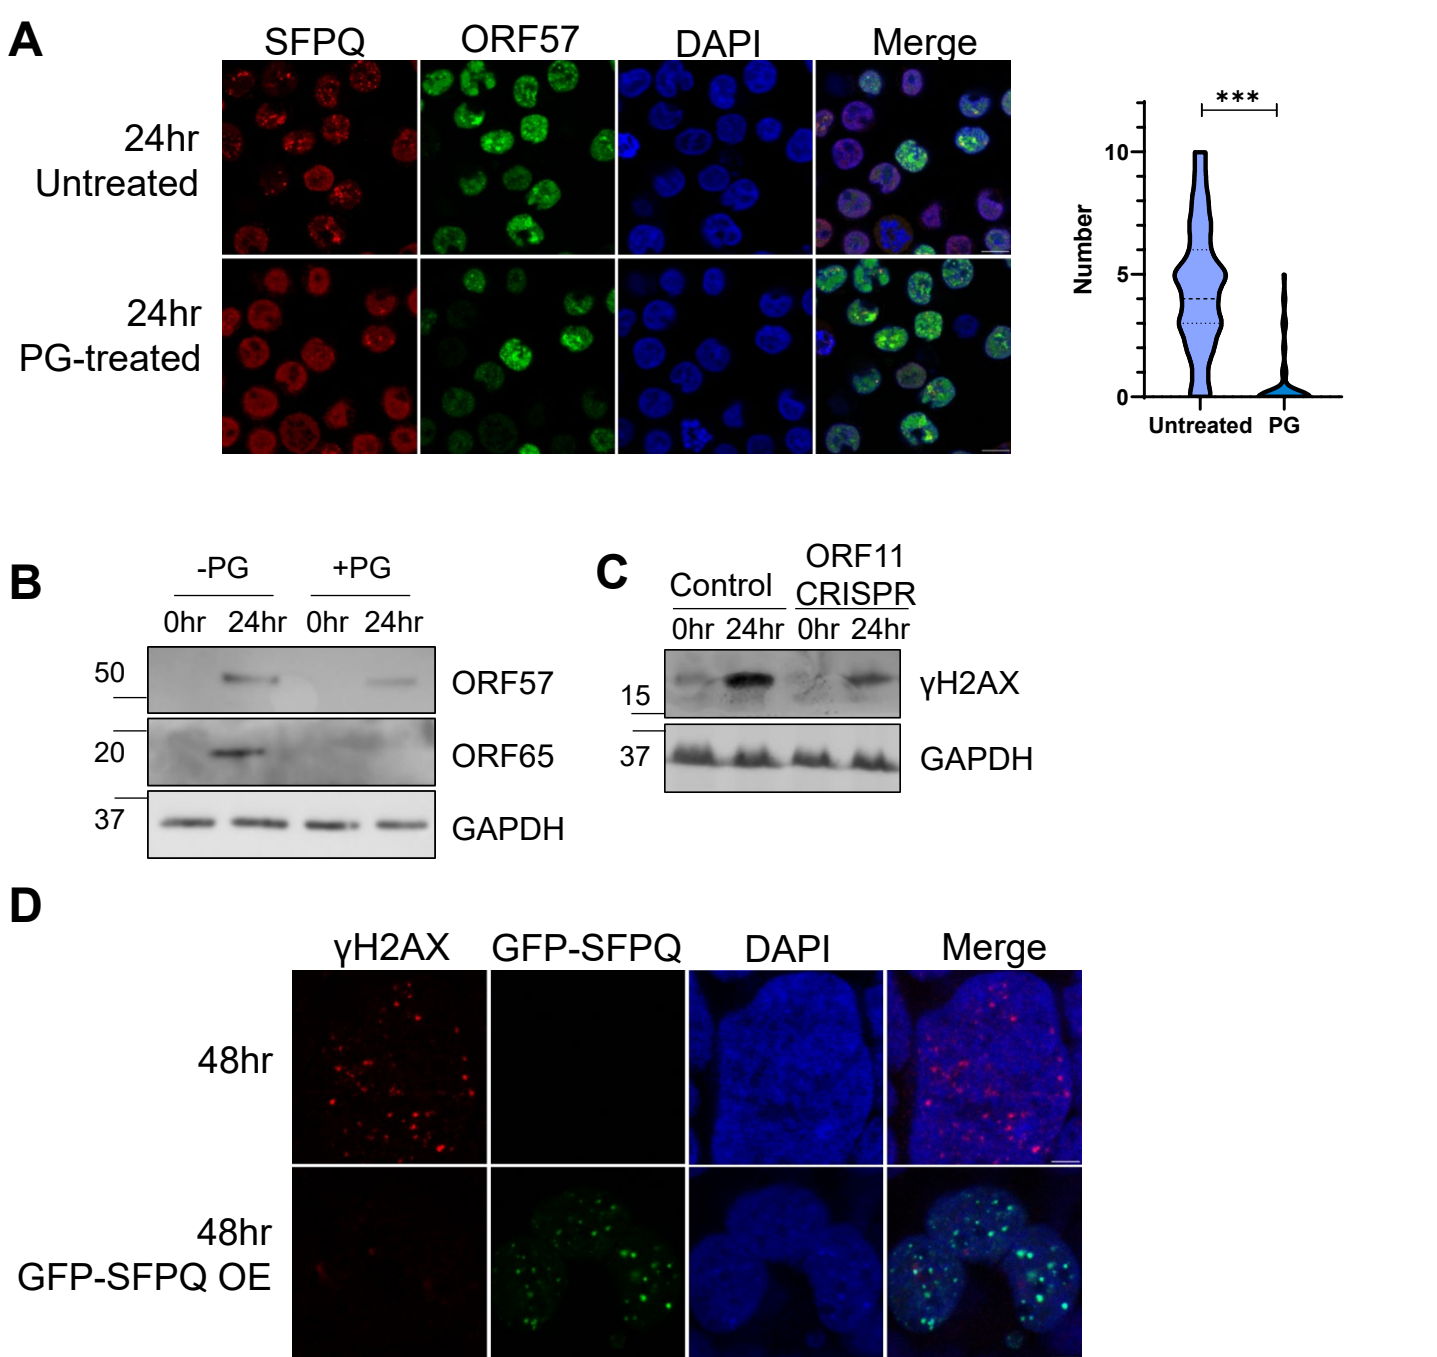 A
SFPQ ORF57 DAPI Merge
24hr
Untreated
24hr
PG-treated
***
10
5
0
Number
Untreated PG
B
-PG +PG
0hr 24hr 0hr 24hr
50 ORF57
20 ORF65
37 GAPDH
C
Control ORF11
CRISPR
0hr 24hr 0hr 24hr
15 γH2AX
37 GAPDH
D
γH2AX GFP-SFPQ DAPI Merge
48hr
48hr
GFP-SFPQ OE